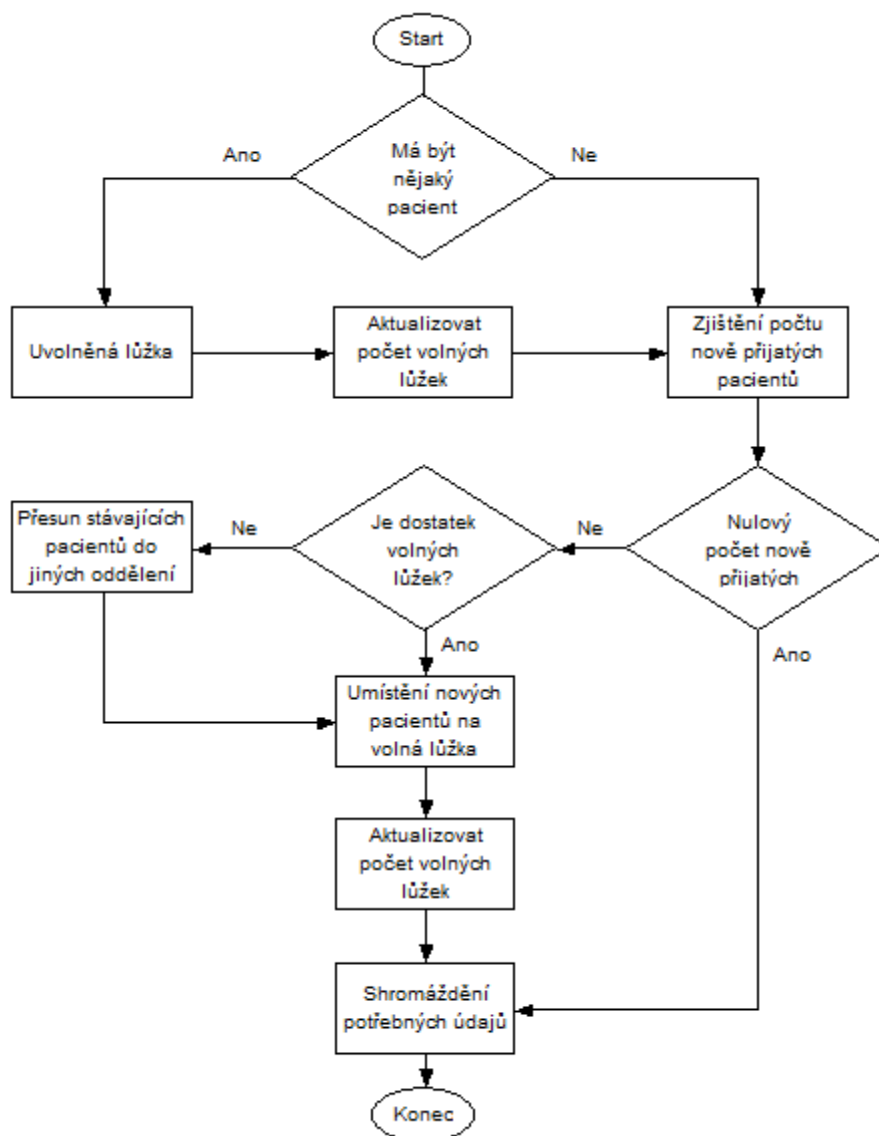 Start
Má být
nějaký
pacient
Ano
Ne
Uvolněná lůžka
Aktualizovat
počet volných
lůžek
Zjištění počtu
nově přijatých
pacientů
Přesun stávajících
pacientů do
jiných oddělení
Ne
Je dostatek
volných
lůžek?
Ne
Nulový
počet nově
přijatých
Ano
Ano
Umístění nových
pacientů na
volná lůžka
Aktualizovat
počet volných
lůžek
Shromáždění
potřebných údajů
Konec